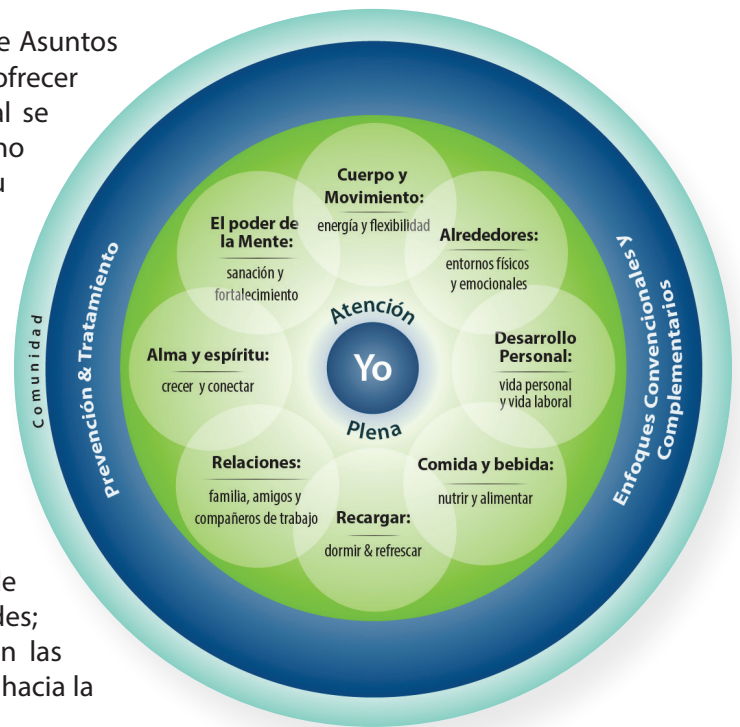 e Asuntos
ofrecer
al se
no
u
Comunidad
Prevención & Tratamiento
Enfoques Convencionales y
Complementarios
Cuerpo y
Movimiento:
energía y flexibilidad
Alrededores:
entornos físicos
y emocionales
Desarrollo
Personal:
vida personal
y vida laboral
Comida y bebida:
nutrir y alimentar
Recargar:
dormir & refrescar
Relaciones:
familia, amigos y
compañeros de trabajo
Alma y espíritu:
crecer y conectar
El poder de
la Mente:
sanación y
fortalecimiento
Atención
Yo
Plena
le
des;
n las
hacia la